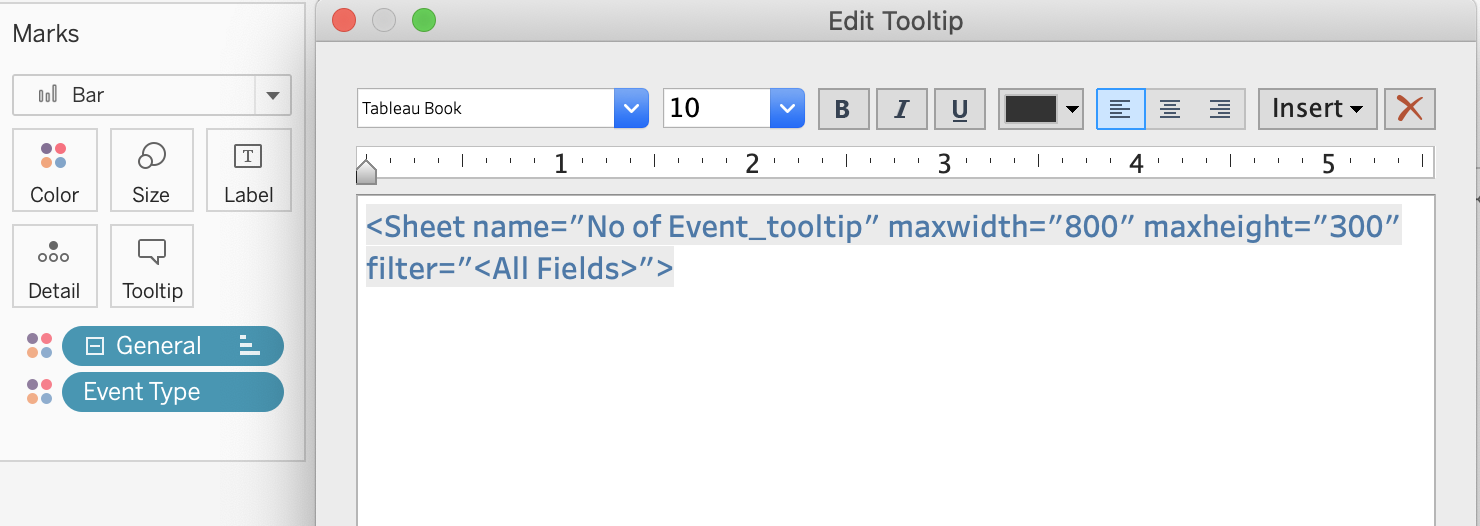 Marks
Edit Tooltip
Bar
Tableau Book
10
B I U
Insert
Color
Size
T
Label
1 2 3 4 5
<Sheet name="No of Event_tooltip" maxwidth="800" maxheight="300"
filter="<All Fields>">
Detail
Tooltip
General
Event Type